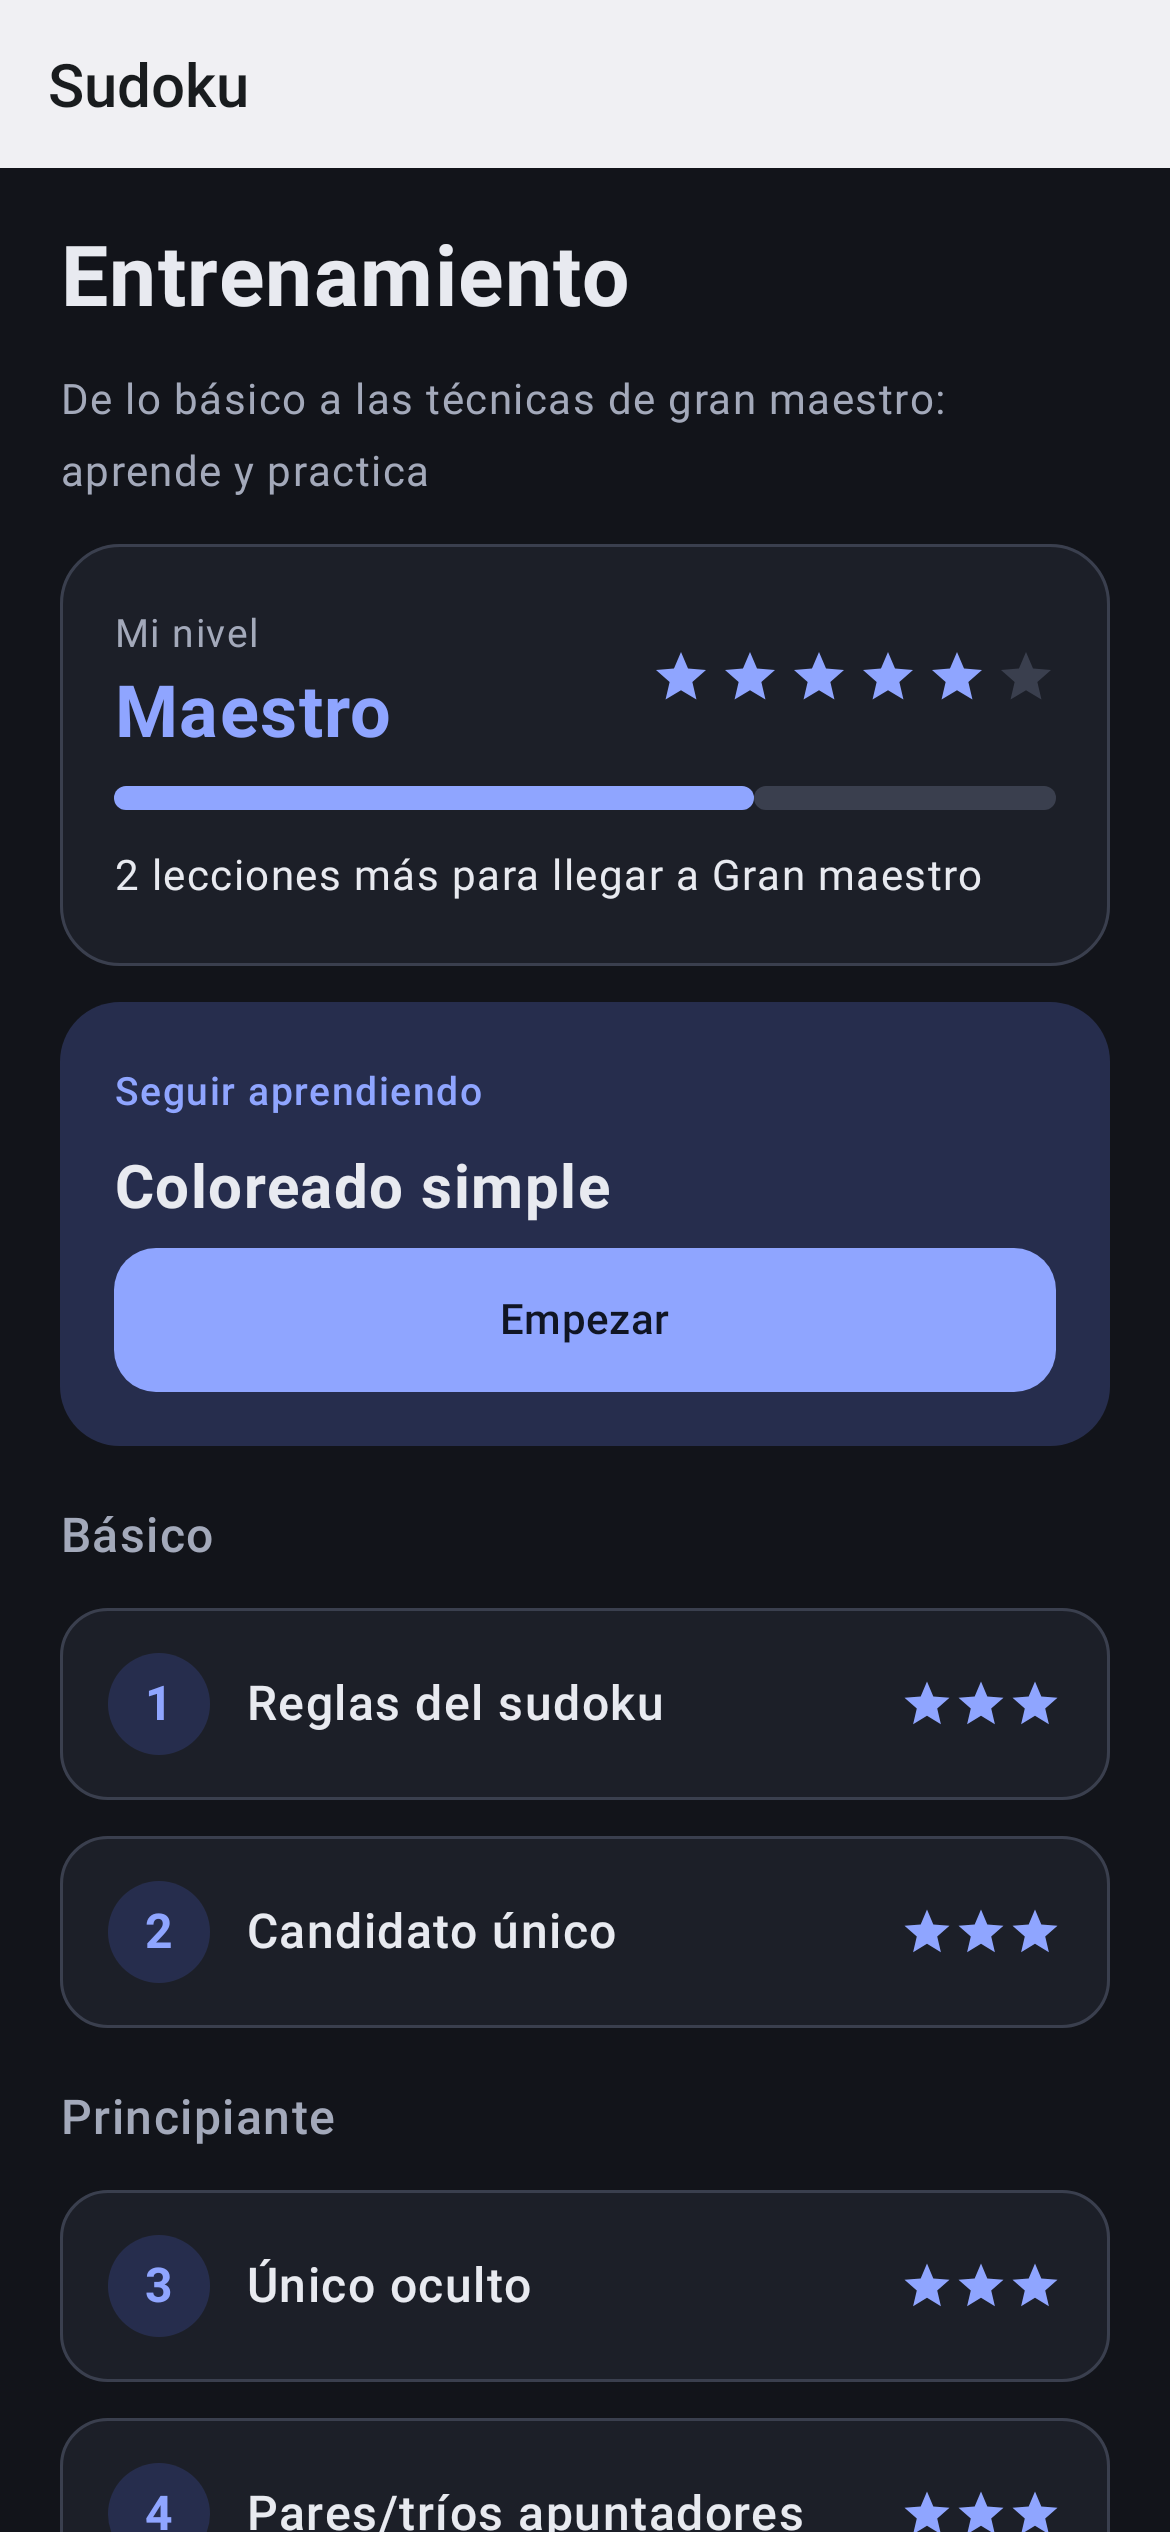 Sudoku
Entrenamiento
De lo básico a las técnicas de gran maestro:
aprende y practica
Mi nivel
Maestro
2 lecciones más para llegar a Gran maestro
Seguir aprendiendo
Coloreado simple
Empezar
Básico
1 Reglas del sudoku
2 Candidato único
Principiante
3 Único oculto
4 Pares/tríos apuntadores